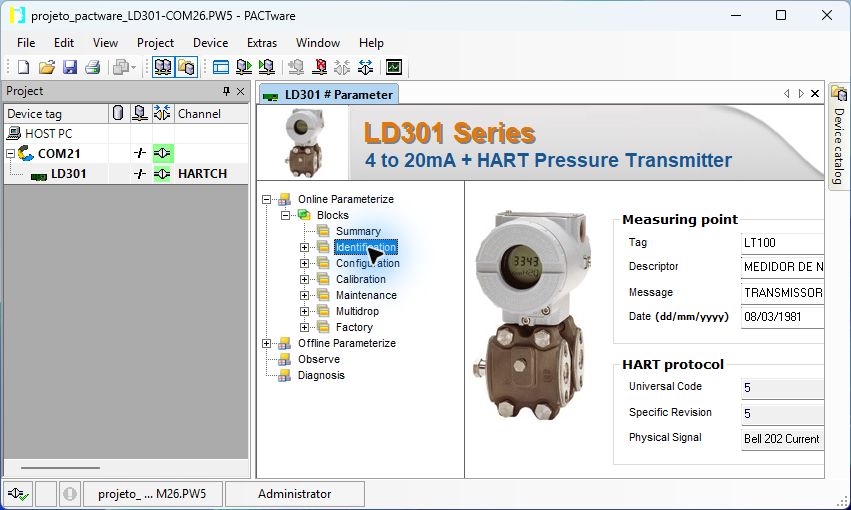 projeto_pactware_LD301-COM26.PW5 - PACTware
File Edit View Project Device Extras Window Help
Project
Device tag Channel
HOST PC
COM21
LD301 HARTCH
LD301 # Parameter
LD301 Series
4 to 20mA + HART Pressure Transmitter
Online Parameterize
Blocks
Summary
Identification
Configuration
Calibration
Maintenance
Multidrop
Factory
Offline Parameterize
Observe
Diagnosis
3343
mmH2O
Measuring point
Tag LT100
Descriptor MEDIDOR DE N
Message TRANSMISSOR
Date (dd/mm/yyyy) 08/03/1981
HART protocol
Universal Code 5
Specific Revision 5
Physical Signal Bell 202 Current
Device catalog
projeto_ ... M26.PW5 Administrator